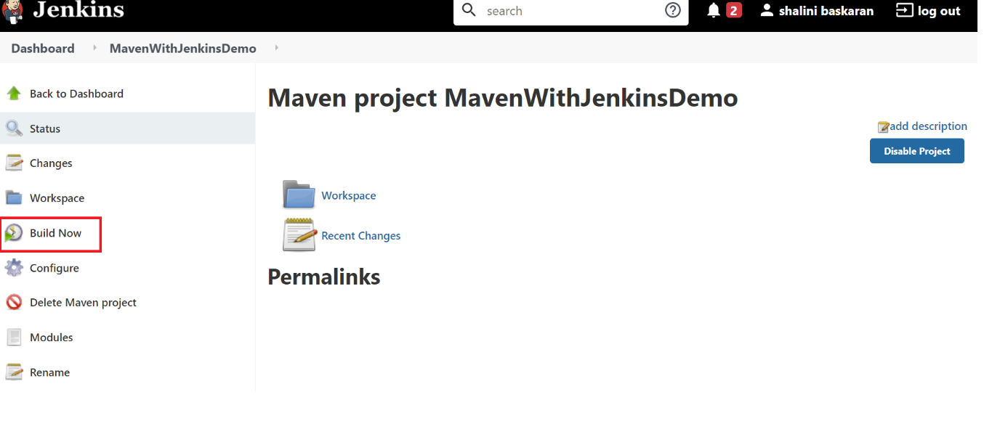 Jenkins
search
2
shalini baskaran
log out
Dashboard
MavenWithJenkinsDemo
Back to Dashboard
Status
Changes
Workspace
Build Now
Configure
Delete Maven project
Modules
Rename
Maven project MavenWithJenkinsDemo
add description
Disable Project
Workspace
Recent Changes
Permalinks